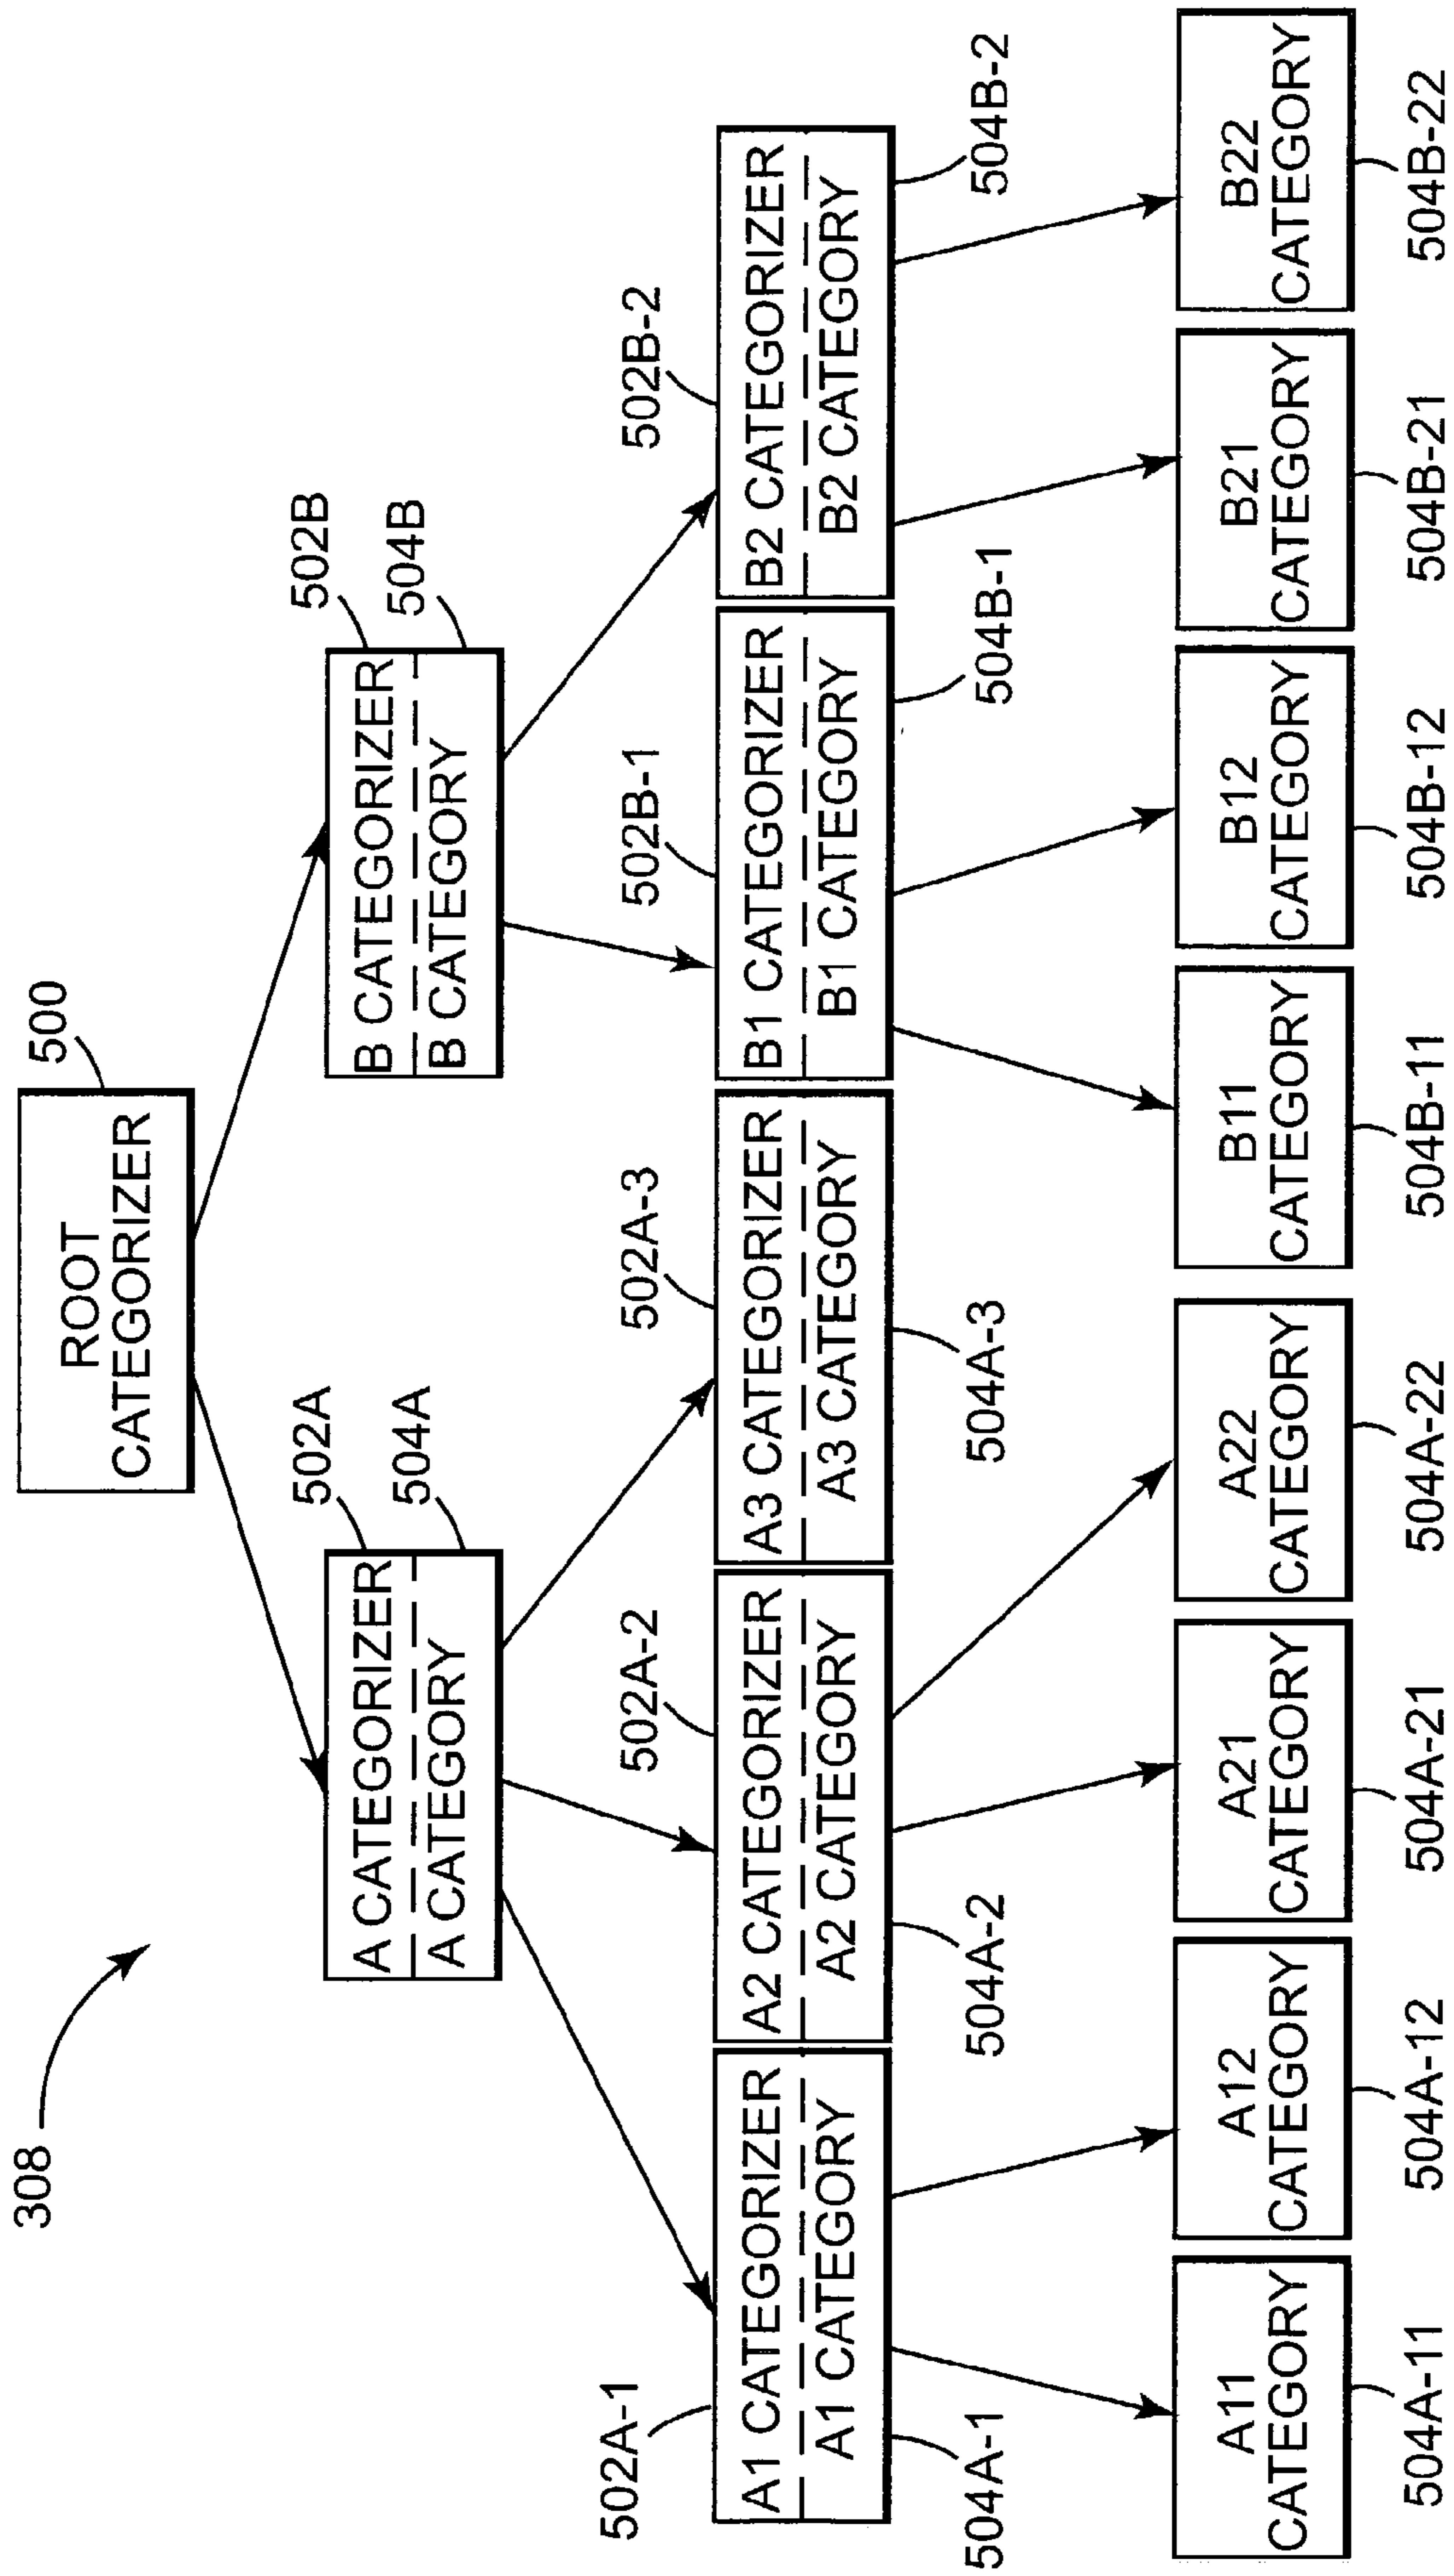 308
ROOT
CATEGORIZER
500
A CATEGORIZER
A CATEGORY
502A
504A
B CATEGORIZER
B CATEGORY
502B
504B
502A-1
A1 CATEGORIZER
A1 CATEGORY
504A-1
502A-2
A2 CATEGORIZER
A2 CATEGORY
504A-2
502A-3
A3 CATEGORIZER
A3 CATEGORY
504A-3
502B-1
B1 CATEGORIZER
B1 CATEGORY
504B-1
502B-2
B2 CATEGORIZER
B2 CATEGORY
504B-2
A11
CATEGORY
504A-11
A12
CATEGORY
504A-12
A21
CATEGORY
504A-21
A22
CATEGORY
504A-22
B11
CATEGORY
504B-11
B12
CATEGORY
504B-12
B21
CATEGORY
504B-21
B22
CATEGORY
504B-22